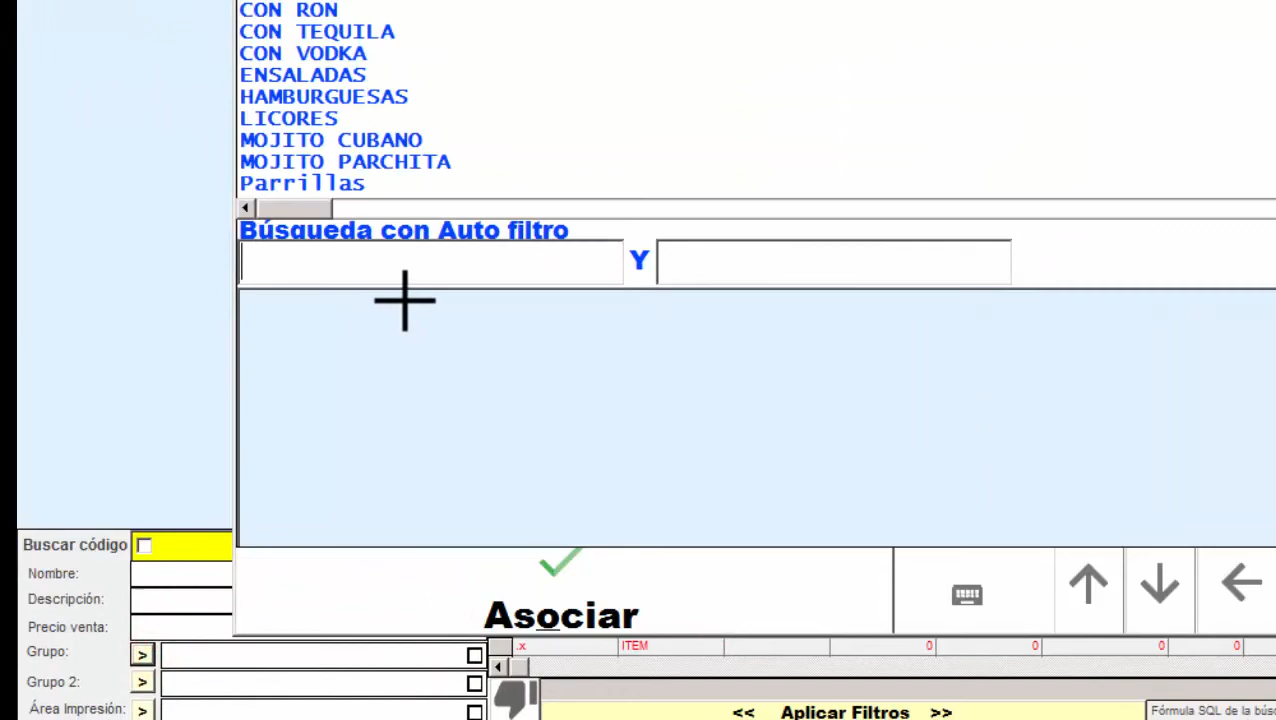 CON RON
CON TEQUILA
CON VODKA
ENSALADAS
HAMBURGUESAS
LICORES
MOJITO CUBANO
MOJITO PARCHITA
Parrillas
Búsqueda con Auto filtro
Y
Buscar código
Nombre:
Descripción:
Precio venta:
Asociar
Grupo: >
.x ITEM 0 0 0 0
Grupo 2: >
Área Impresión: >
<< Aplicar Filtros >>
Fórmula SQL de la bús